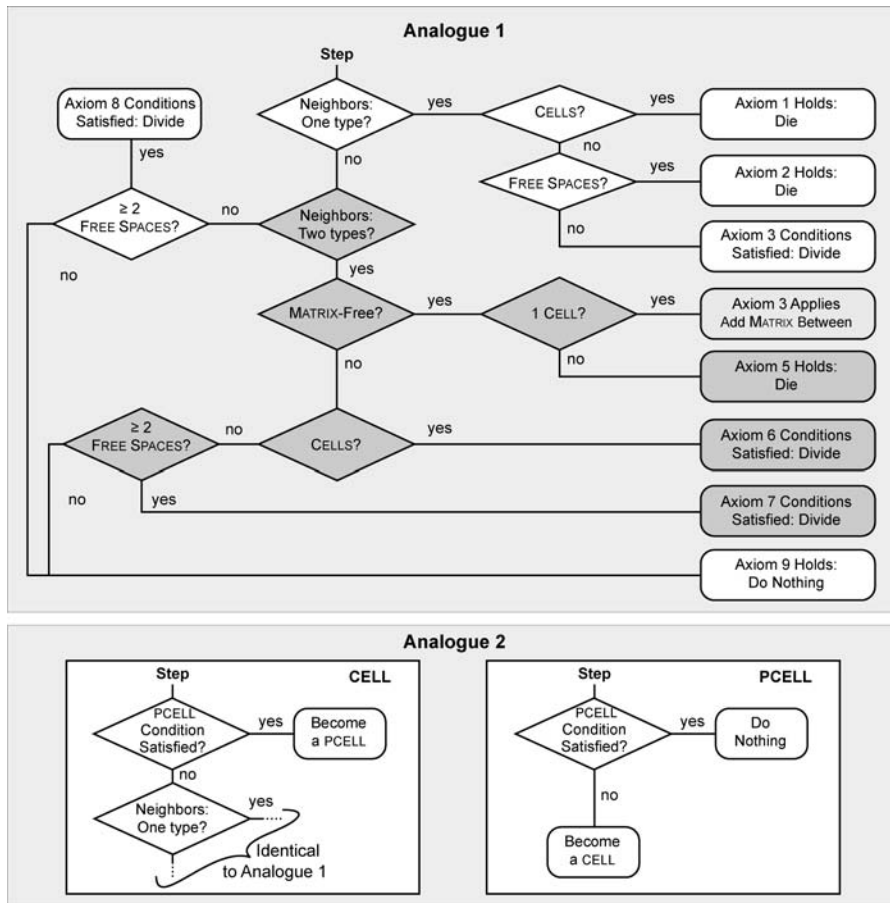 Analogue 1
Step
Axiom 8 Conditions
Satisfied: Divide
Neighbors:
One type?
yes
CELLS?
yes
Axiom 1 Holds:
Die
yes
no
no
≥ 2
FREE SPACES?
no
Neighbors:
Two types?
FREE SPACES?
yes
Axiom 2 Holds:
Die
no
Axiom 3 Conditions
Satisfied: Divide
no
yes
MATRIX-Free?
yes
1 CELL?
yes
Axiom 3 Applies
Add MATRIX Between
no
no
Axiom 5 Holds:
Die
≥ 2
FREE SPACES?
no
CELLS?
yes
Axiom 6 Conditions
Satisfied: Divide
no
yes
Axiom 7 Conditions
Satisfied: Divide
Axiom 9 Holds:
Do Nothing
Analogue 2
Step
CELL
PCELL
Condition
Satisfied?
yes
Become
a PCELL
no
Neighbors:
One type?
yes
Identical
to Analogue 1
Step
PCELL
PCELL
Condition
Satisfied?
yes
Do
Nothing
no
Become
a CELL